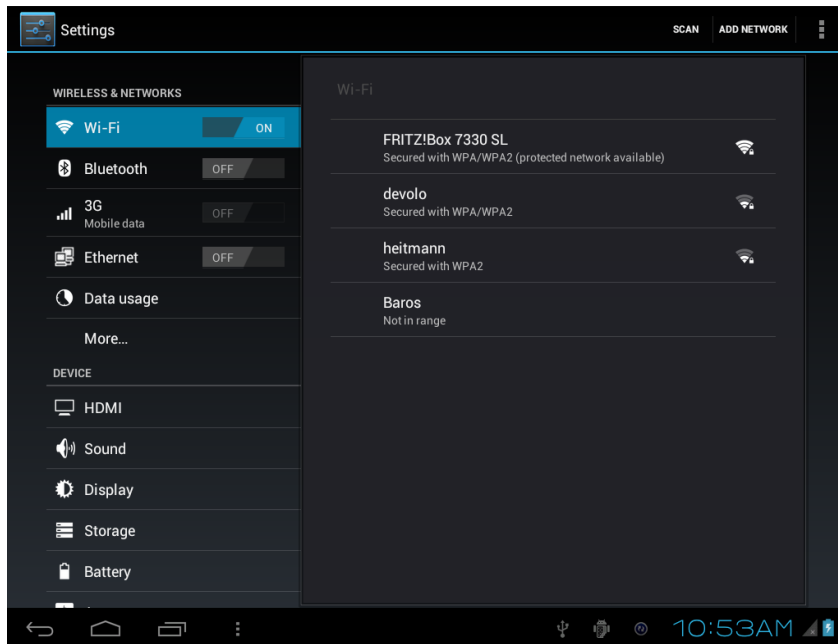 Settings
SCAN ADD NETWORK
WIRELESS & NETWORKS
Wi-Fi ON
Bluetooth OFF
3G
Mobile data OFF
Ethernet OFF
Data usage
More...
DEVICE
HDMI
Sound
Display
Storage
Battery
Wi-Fi
FRITZ!Box 7330 SL
Secured with WPA/WPA2 (protected network available)
devolo
Secured with WPA/WPA2
heitmann
Secured with WPA2
Baros
Not in range
10:53AM